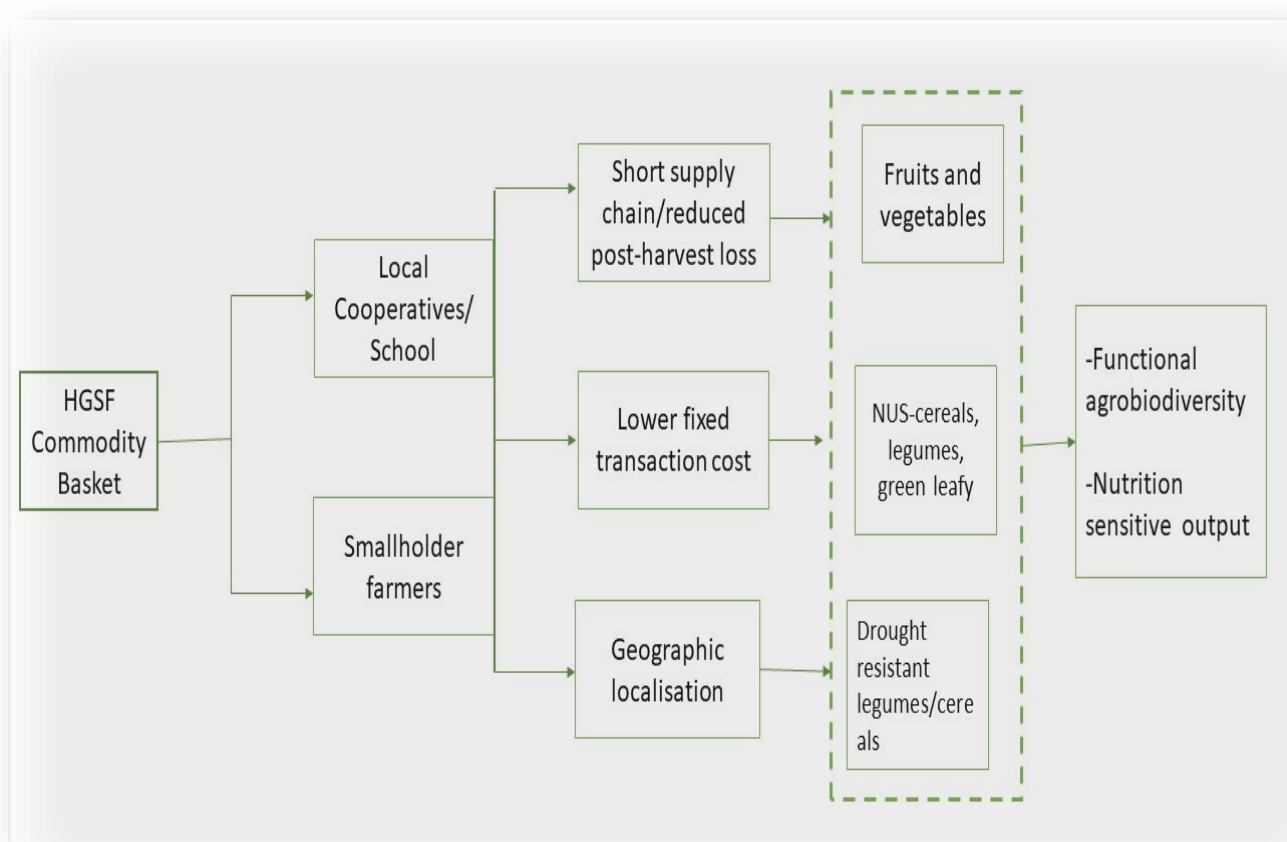 HGSF
Commodity
Basket
Local
Cooperatives/
School
Smallholder
farmers
Short supply
chain/reduced
post-harvest loss
Lower fixed
transaction cost
Geographic
localisation
Fruits and
vegetables
NUS-cereals,
legumes,
green leafy
Drought
resistant
legumes/cere
als
-Functional
agrobiodiversity
-Nutrition
sensitive output